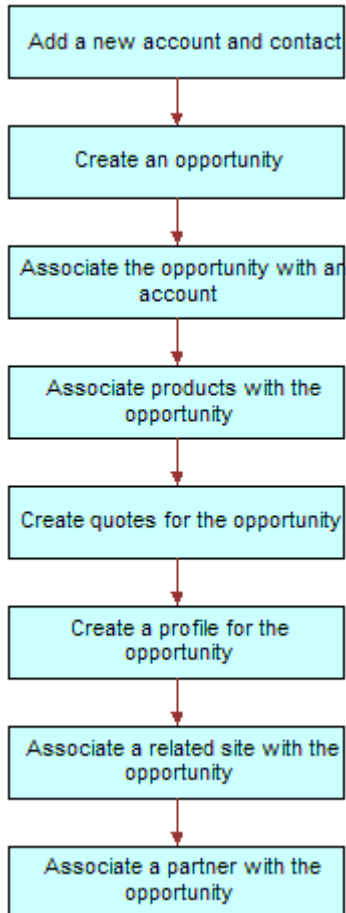 Add a new account and contact
Create an opportunity
Associate the opportunity with an
account
Associate products with the
opportunity
Create quotes for the opportunity
Create a profile for the
opportunity
Associate a related site with the
opportunity
Associate a partner with the
opportunity